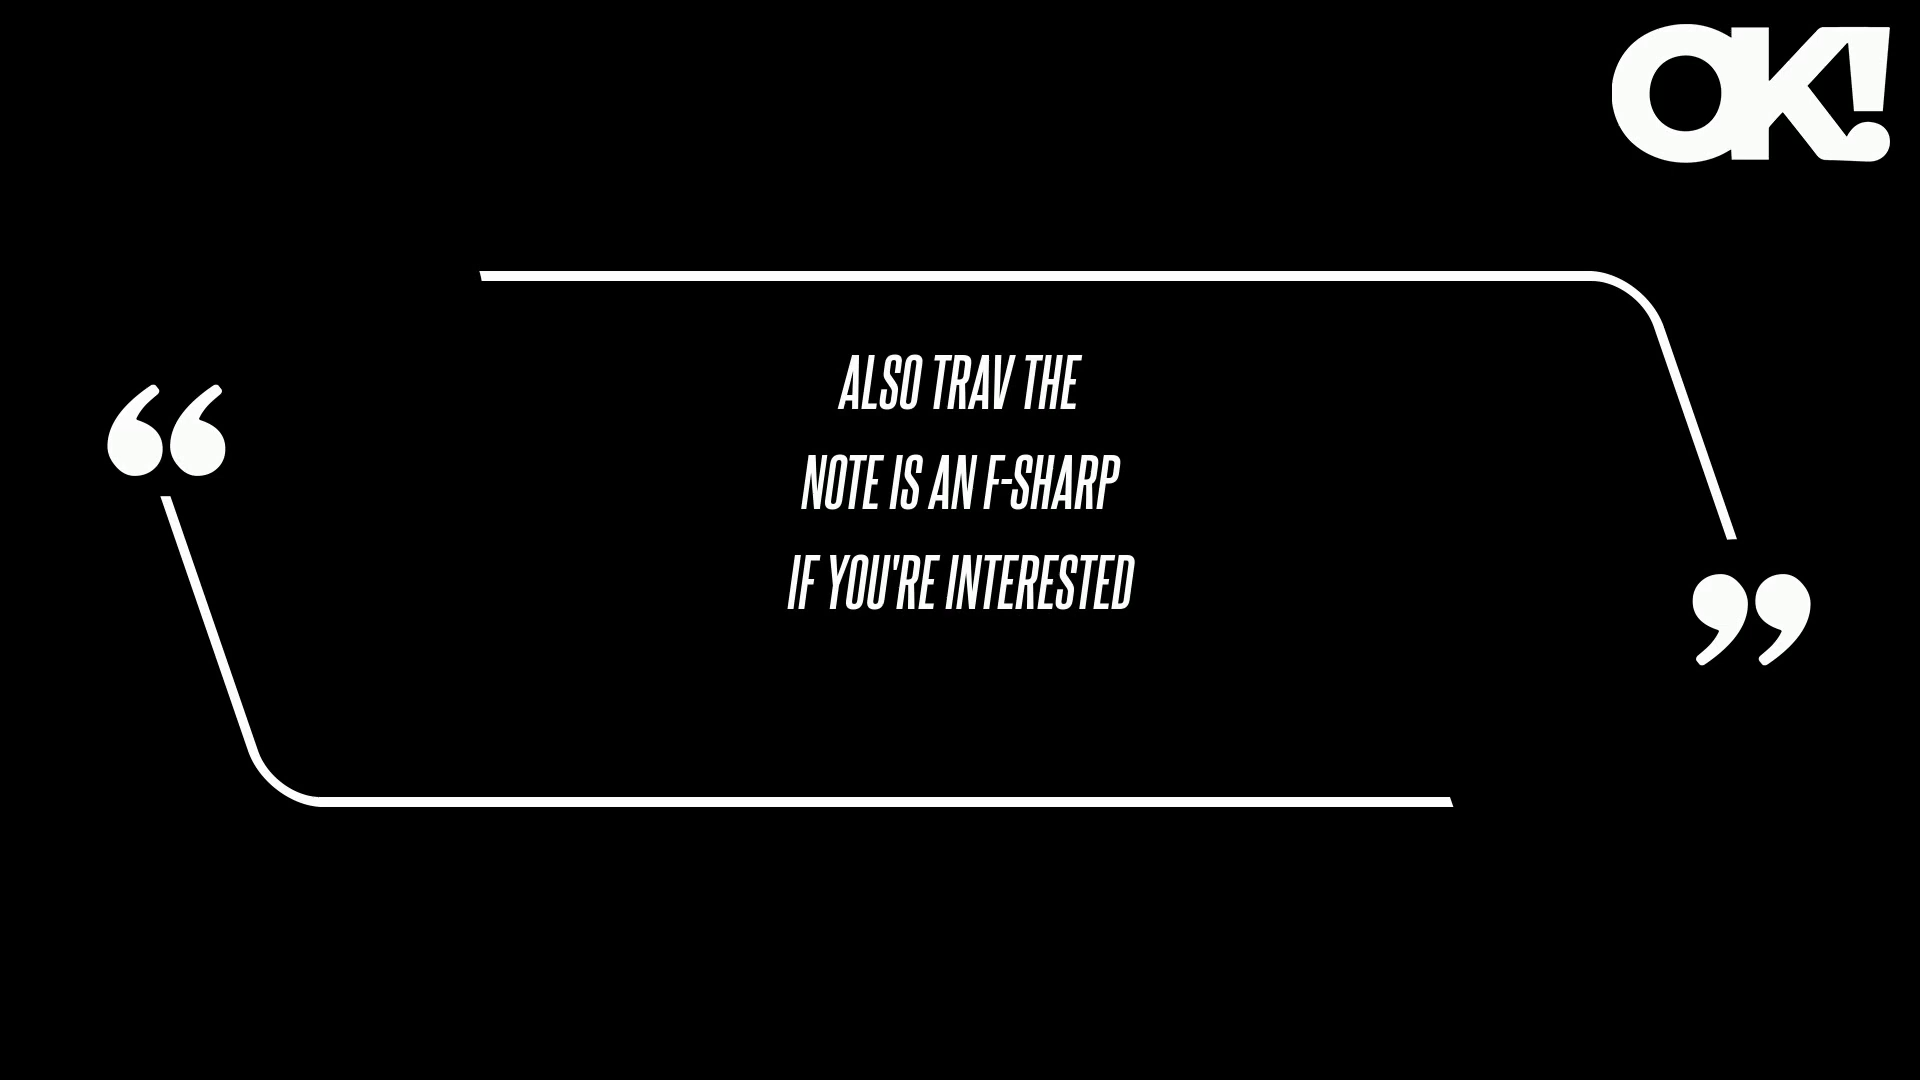 OK!
“
ALSO TRAV THE
NOTE IS AN F-SHARP
IF YOU'RE INTERESTED
”